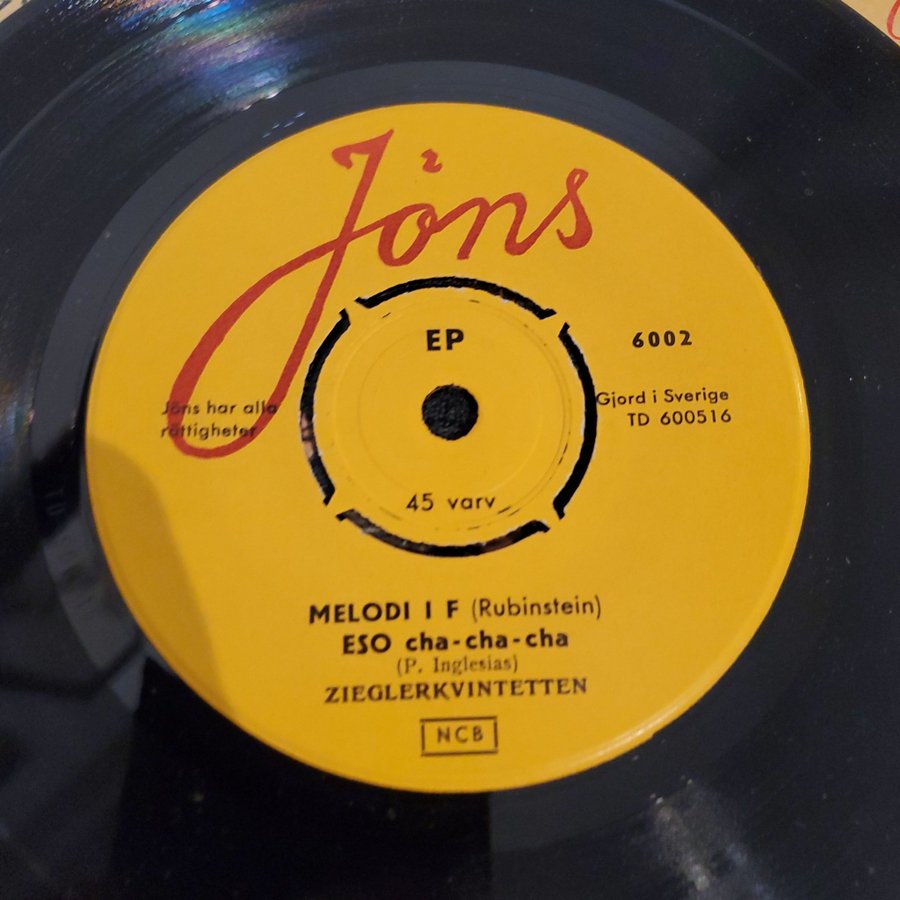 Jöns
EP
6002
Jöns har alla
rättigheter
Gjord i Sverige
TD 600516
45 varv
MELODI I F (Rubinstein)
ESO cha-cha-cha
(P. Inglesias)
ZIEGLERKVINTETTEN
NCB